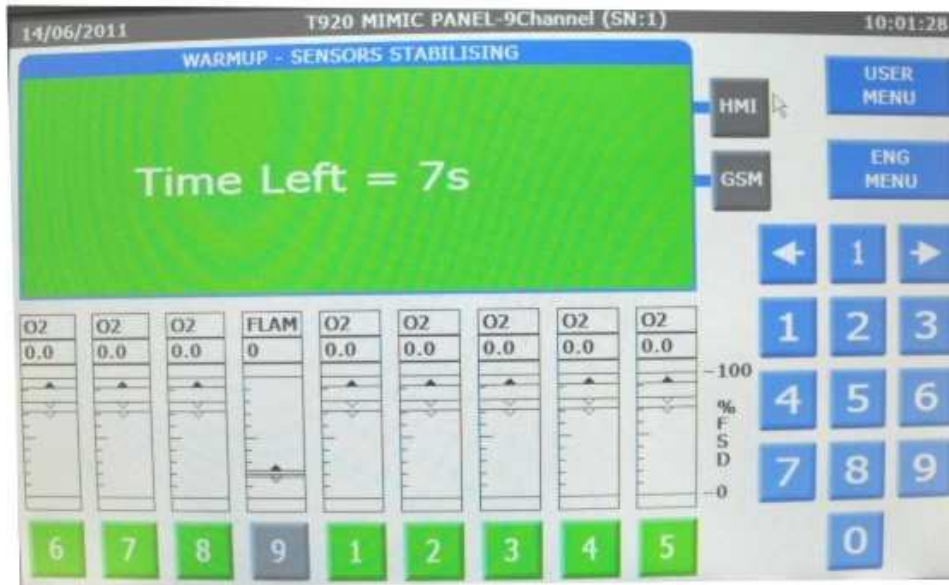 14/06/2011 T920 MIMIC PANEL-9Channel (SN:1) 10:01:28
WARMUP - SENSORS STABILISING
Time Left = 7s
HMI
GSM
USER
MENU
ENG
MENU
1
1 2 3
4 5 6
7 8 9
0
O2 O2 O2 FLAM O2 O2 O2 O2 O2
0.0 0.0 0.0 0 0.0 0.0 0.0 0.0 0.0
-100
%
F
S
D
-0
6 7 8 9 1 2 3 4 5